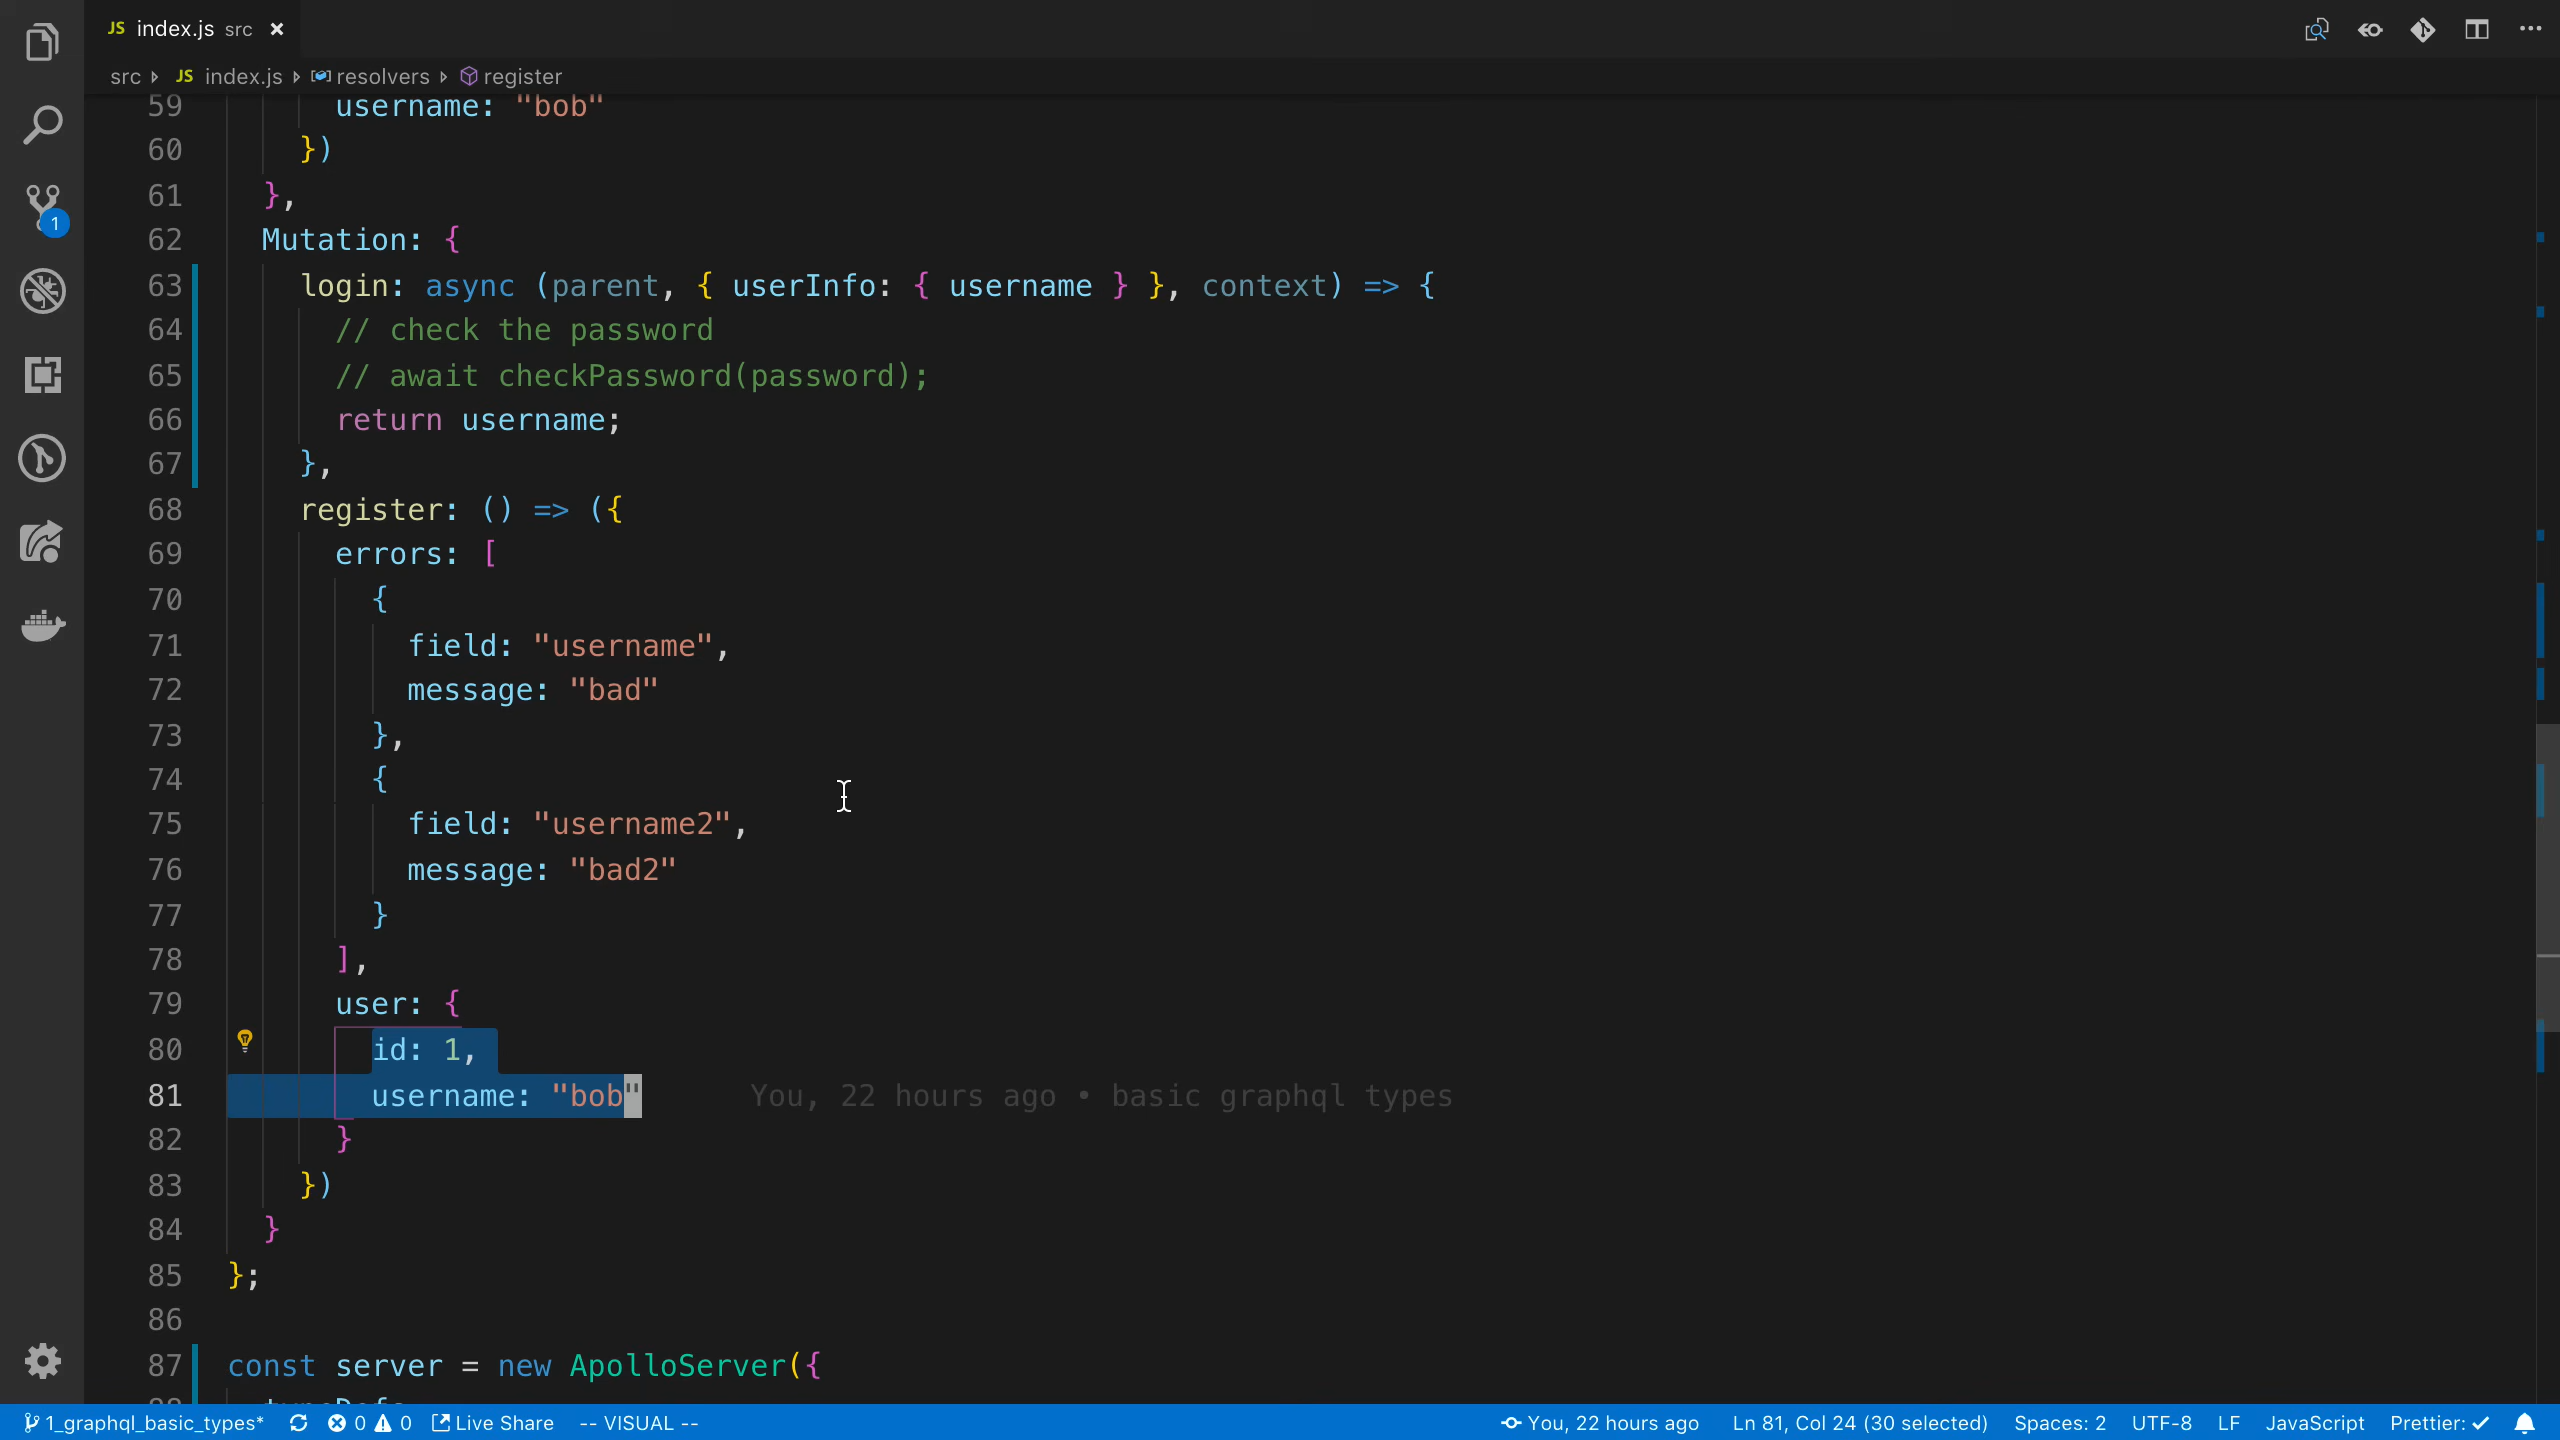 JS index.js src ×
src JS index.js resolvers register
59 username: "bob"
60 })
61 },
62 Mutation: {
63 login: async (parent, { userInfo: { username } }, context) => {
64 // check the password
65 // await checkPassword(password);
66 return username;
67 },
68 register: () => ({
69 errors: [
70 {
71 field: "username",
72 message: "bad"
73 },
74 {
75 field: "username2",
76 message: "bad2"
77 }
78 ],
79 user: {
80 id: 1,
81 username: "bob" You, 22 hours ago • basic graphql types
82 }
83 })
84 }
85 };
86
87 const server = new ApolloServer({
1
1_graphql_basic_types* 0 0 Live Share -- VISUAL -- You, 22 hours ago Ln 81, Col 24 (30 selected) Spaces: 2 UTF-8 LF JavaScript Prettier: ✓